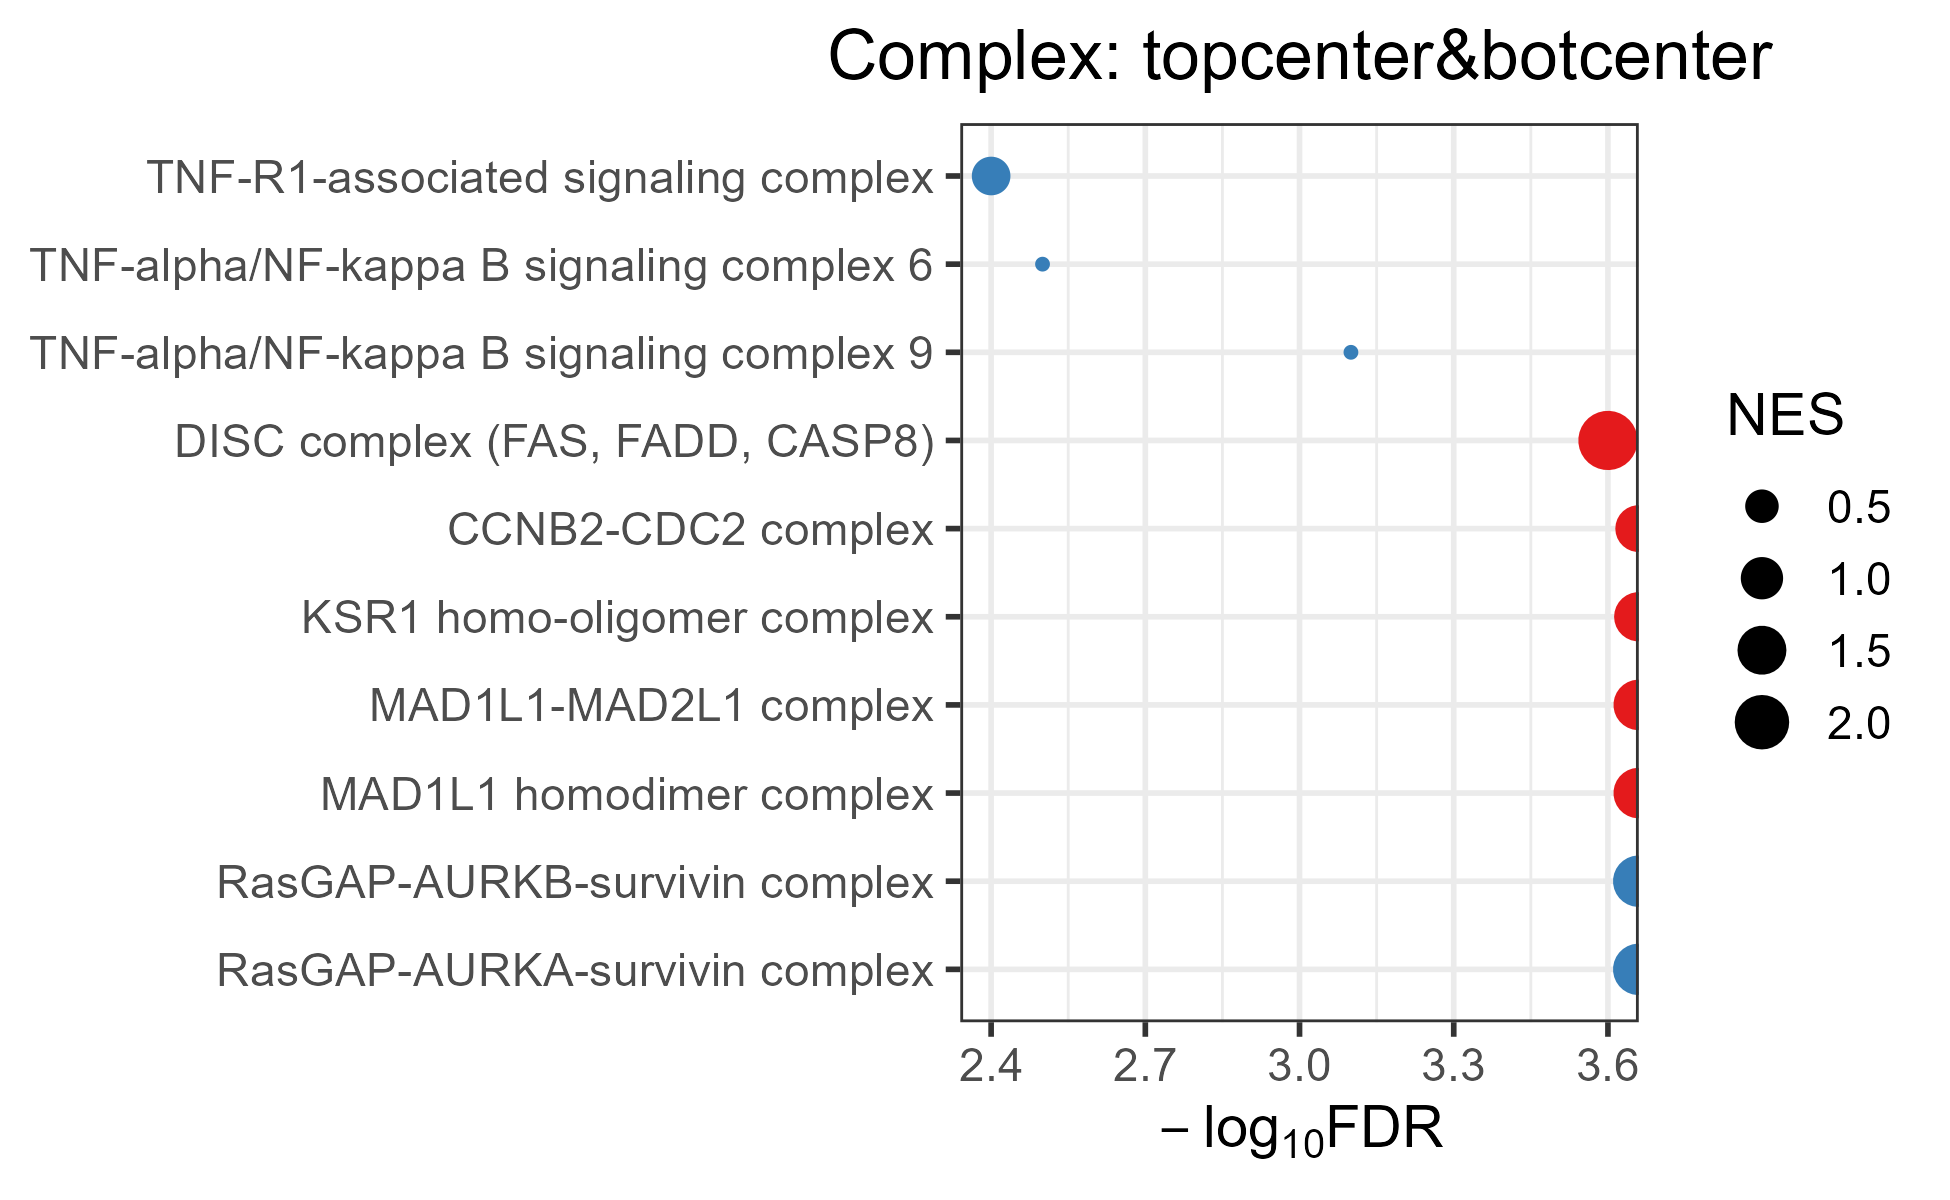 Complex: topcenter&botcenter
TNF-R1-associated signaling complex
TNF-alpha/NF-kappa B signaling complex 6
TNF-alpha/NF-kappa B signaling complex 9
DISC complex (FAS, FADD, CASP8)
CCNB2-CDC2 complex
KSR1 homo-oligomer complex
MAD1L1-MAD2L1 complex
MAD1L1 homodimer complex
RasGAP-AURKB-survivin complex
RasGAP-AURKA-survivin complex
2.4 2.7 3.0 3.3 3.6
− log₁₀FDR
NES
0.5
1.0
1.5
2.0